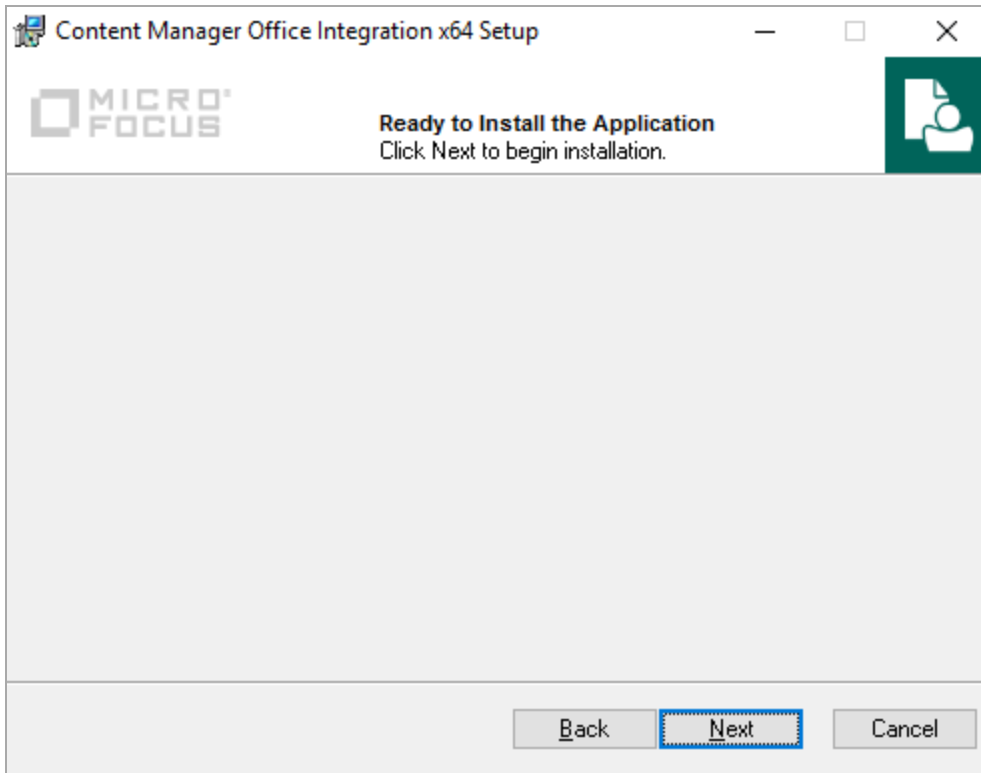 Content Manager Office Integration x64 Setup
MICRO
FOCUS
Ready to Install the Application
Click Next to begin installation.
Back
Next
Cancel